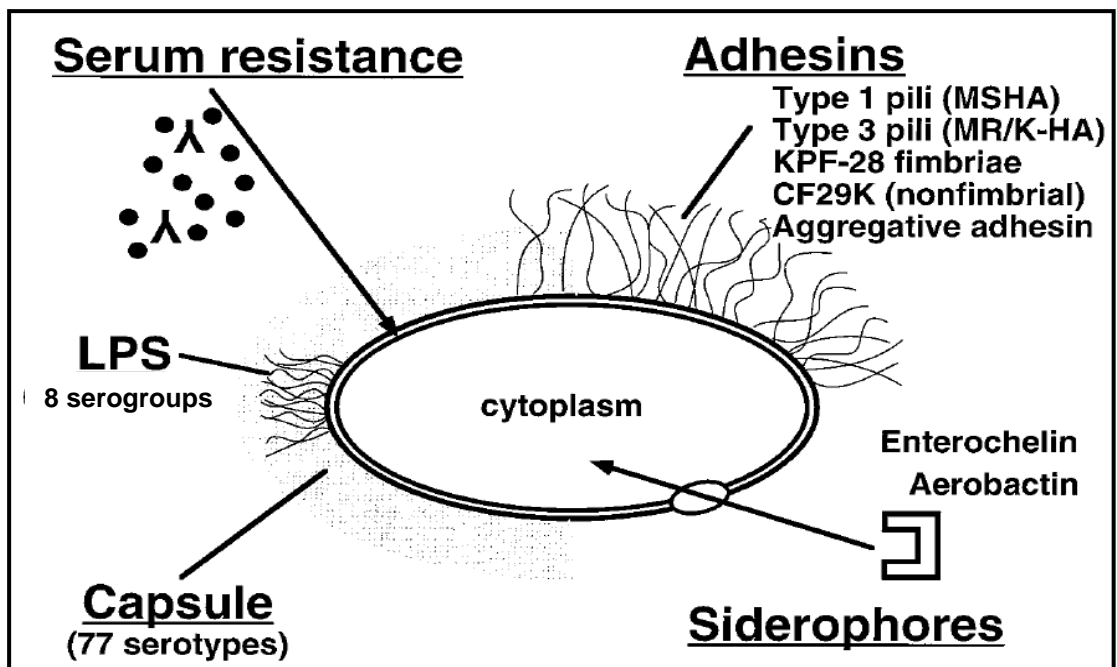 Serum resistance
Adhesins
Type 1 pili (MSHA)
Type 3 pili (MR/K-HA)
KPF-28 fimbriae
CF29K (nonfimbrial)
Aggregative adhesin
LPS
8 serogroups
cytoplasm
Enterochelin
Aerobactin
Capsule
(77 serotypes)
Siderophores